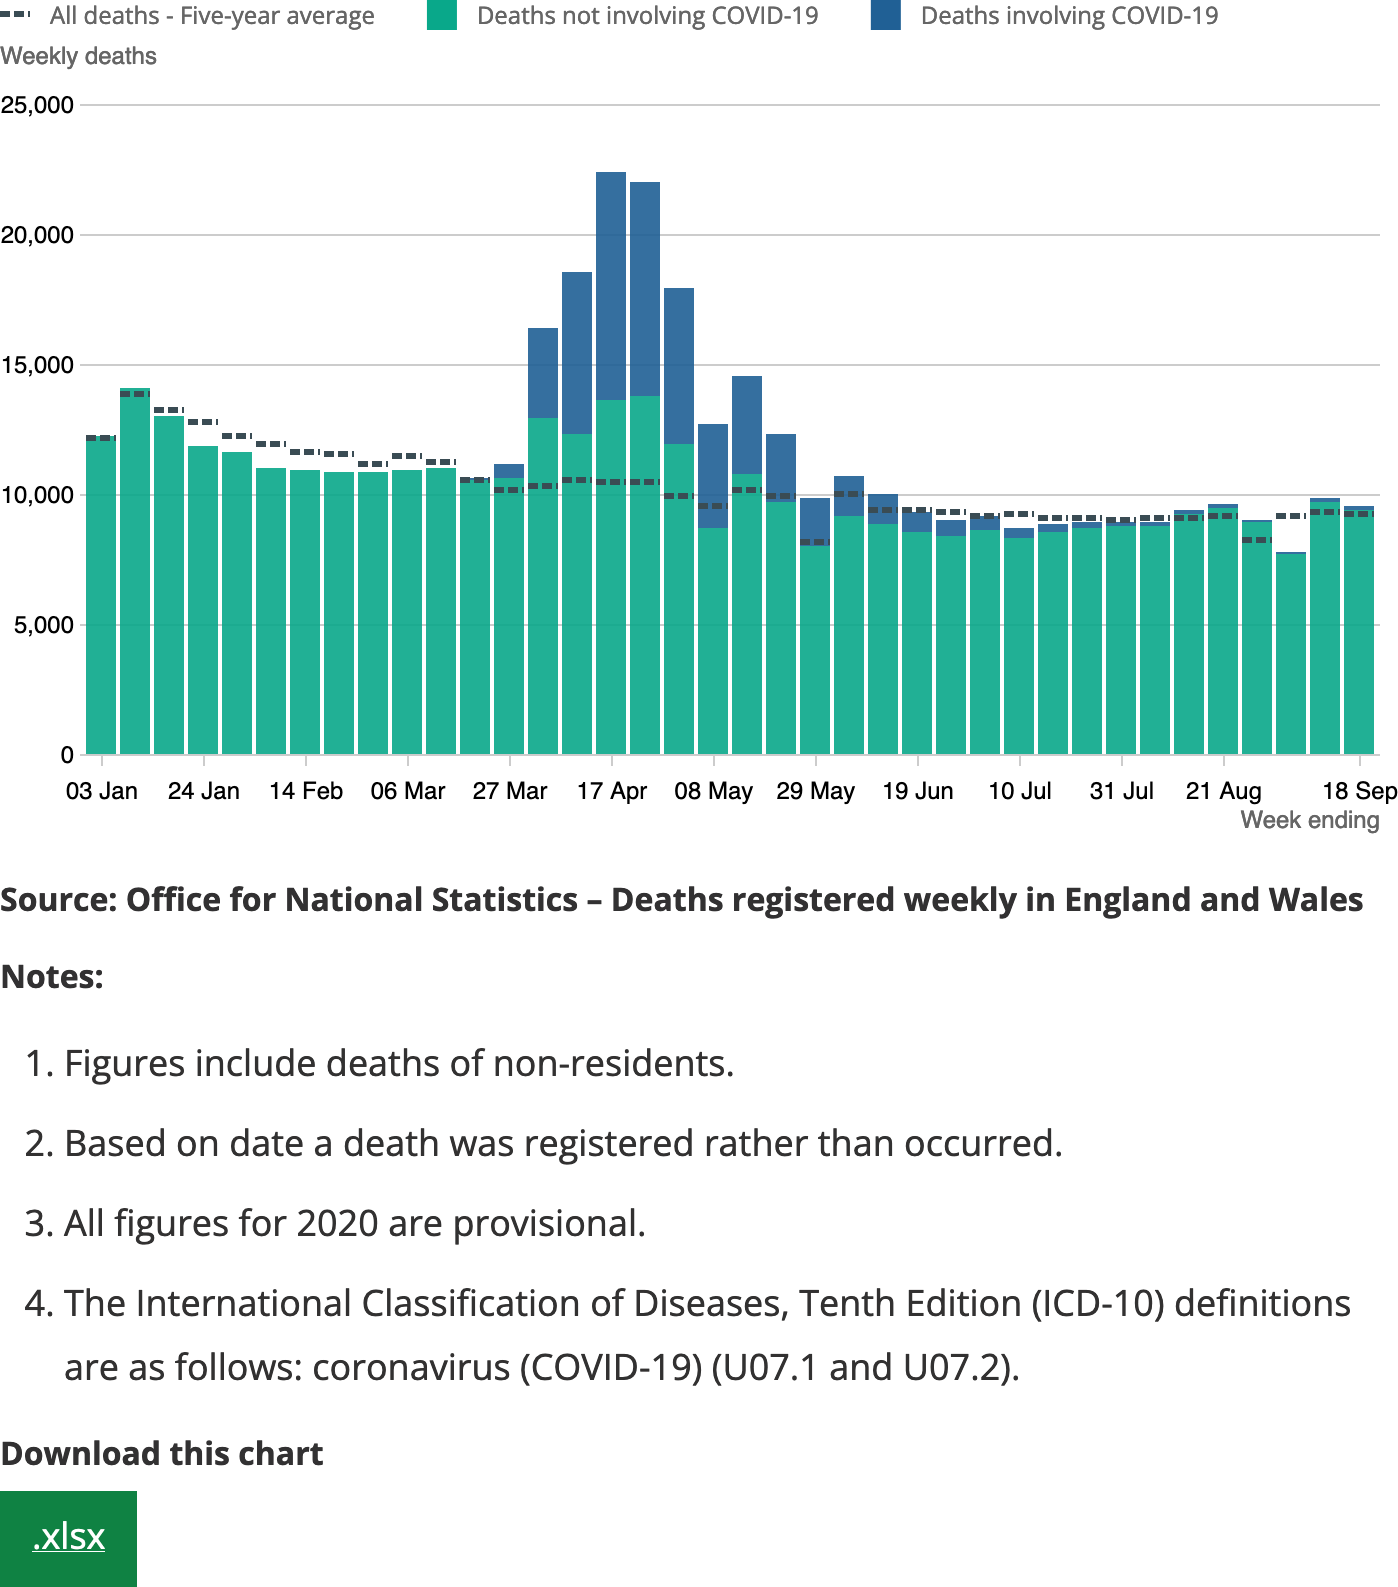 All deaths - Five-year average Deaths not involving COVID-19 Deaths involving COVID-19
Weekly deaths
25,000
20,000
15,000
10,000
5,000
0
03 Jan 24 Jan 14 Feb 06 Mar 27 Mar 17 Apr 08 May 29 May 19 Jun 10 Jul 31 Jul 21 Aug 18 Sep
Week ending
Source: Office for National Statistics – Deaths registered weekly in England and Wales
Notes:
1. Figures include deaths of non-residents.
2. Based on date a death was registered rather than occurred.
3. All figures for 2020 are provisional.
4. The International Classification of Diseases, Tenth Edition (ICD-10) definitions
are as follows: coronavirus (COVID-19) (U07.1 and U07.2).
Download this chart
.xlsx